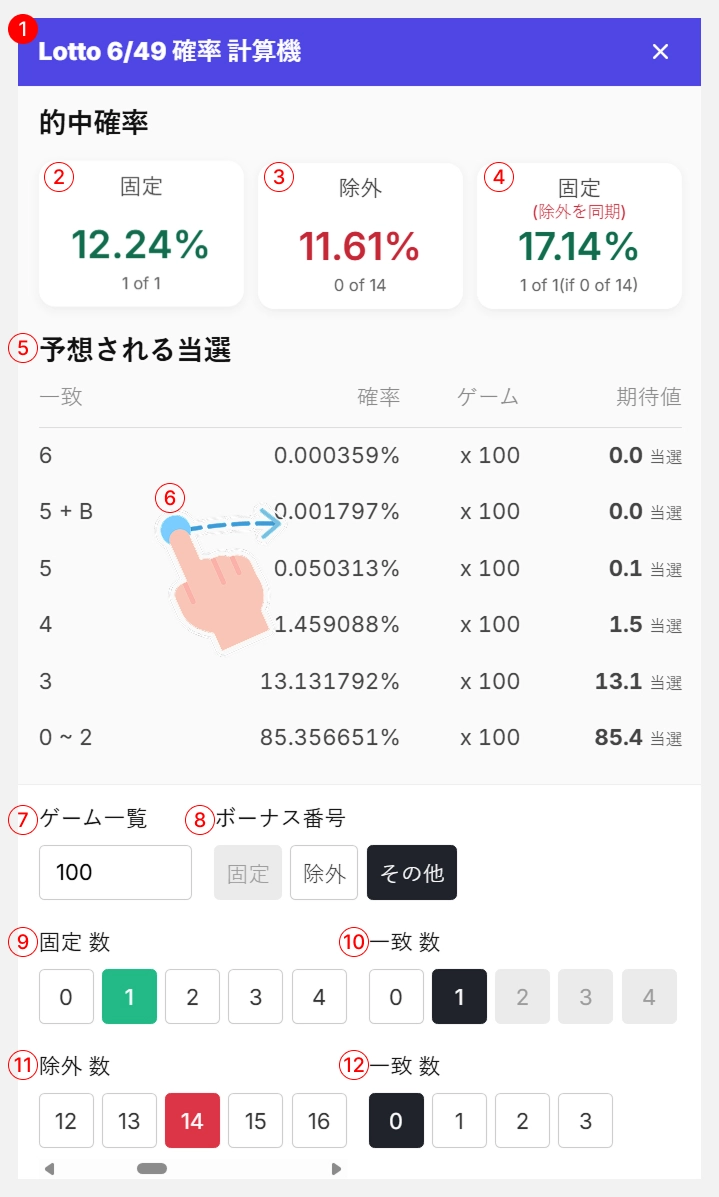 1
Lotto 6/49 確率 計算機 ×
的中確率
2 固定
12.24%
1 of 1
3 除外
11.61%
0 of 14
4 固定
(除外を同期)
17.14%
1 of 1(if 0 of 14)
5 予想される当選
一致 確率 ゲーム 期待値
6 0.000359% x 100 0.0 当選
6
5 + B 0.001797% x 100 0.0 当選
5 0.050313% x 100 0.1 当選
4 1.459088% x 100 1.5 当選
3 13.131792% x 100 13.1 当選
0 ~ 2 85.356651% x 100 85.4 当選
7 ゲーム一覧 8 ボーナス番号
100 固定 除外 その他
9 固定 数 10 一致 数
0 1 2 3 4 0 1 2 3 4
11 除外 数 12 一致 数
12 13 14 15 16 0 1 2 3